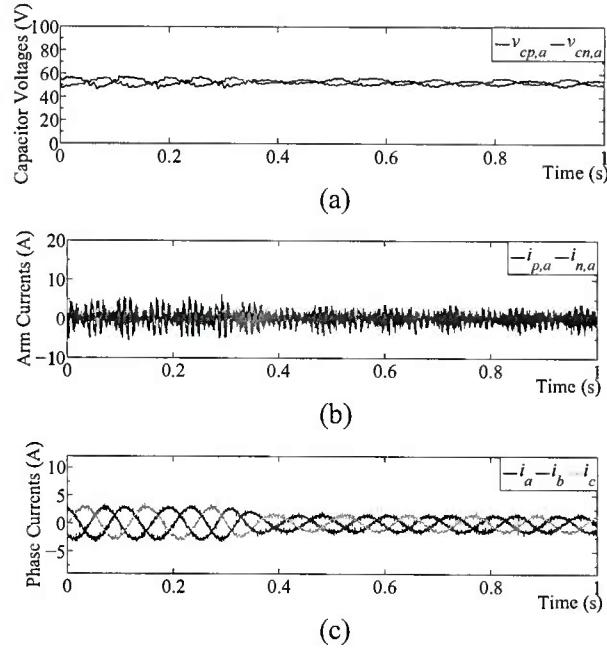 Capacitor Voltages (V)
100
80
60
40
20
0
v_cp,a v_cn,a
0 0.2 0.4 0.6 0.8 1
Time (s)
(a)
Arm Currents (A)
20
10
0
−10
i_p,a i_n,a
0 0.2 0.4 0.6 0.8 1
Time (s)
(b)
Phase Currents (A)
10
5
0
−5
i_a i_b i_c
0 0.2 0.4 0.6 0.8 1
Time (s)
(c)